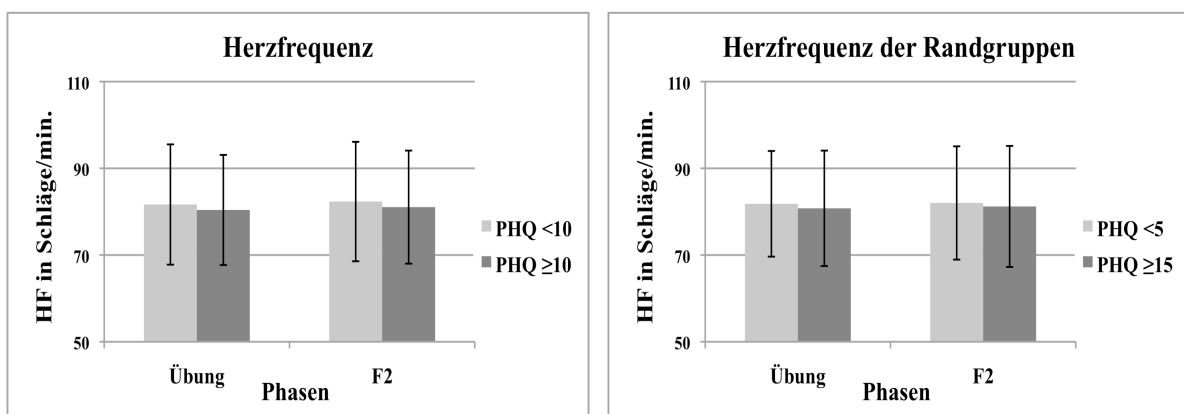 Herzfrequenz
HF in Schläge/min.
110
90
70
50
Übung
F2
Phasen
PHQ <10
PHQ ≥10
Herzfrequenz der Randgruppen
HF in Schläge/min.
110
90
70
50
Übung
F2
Phasen
PHQ <5
PHQ ≥15